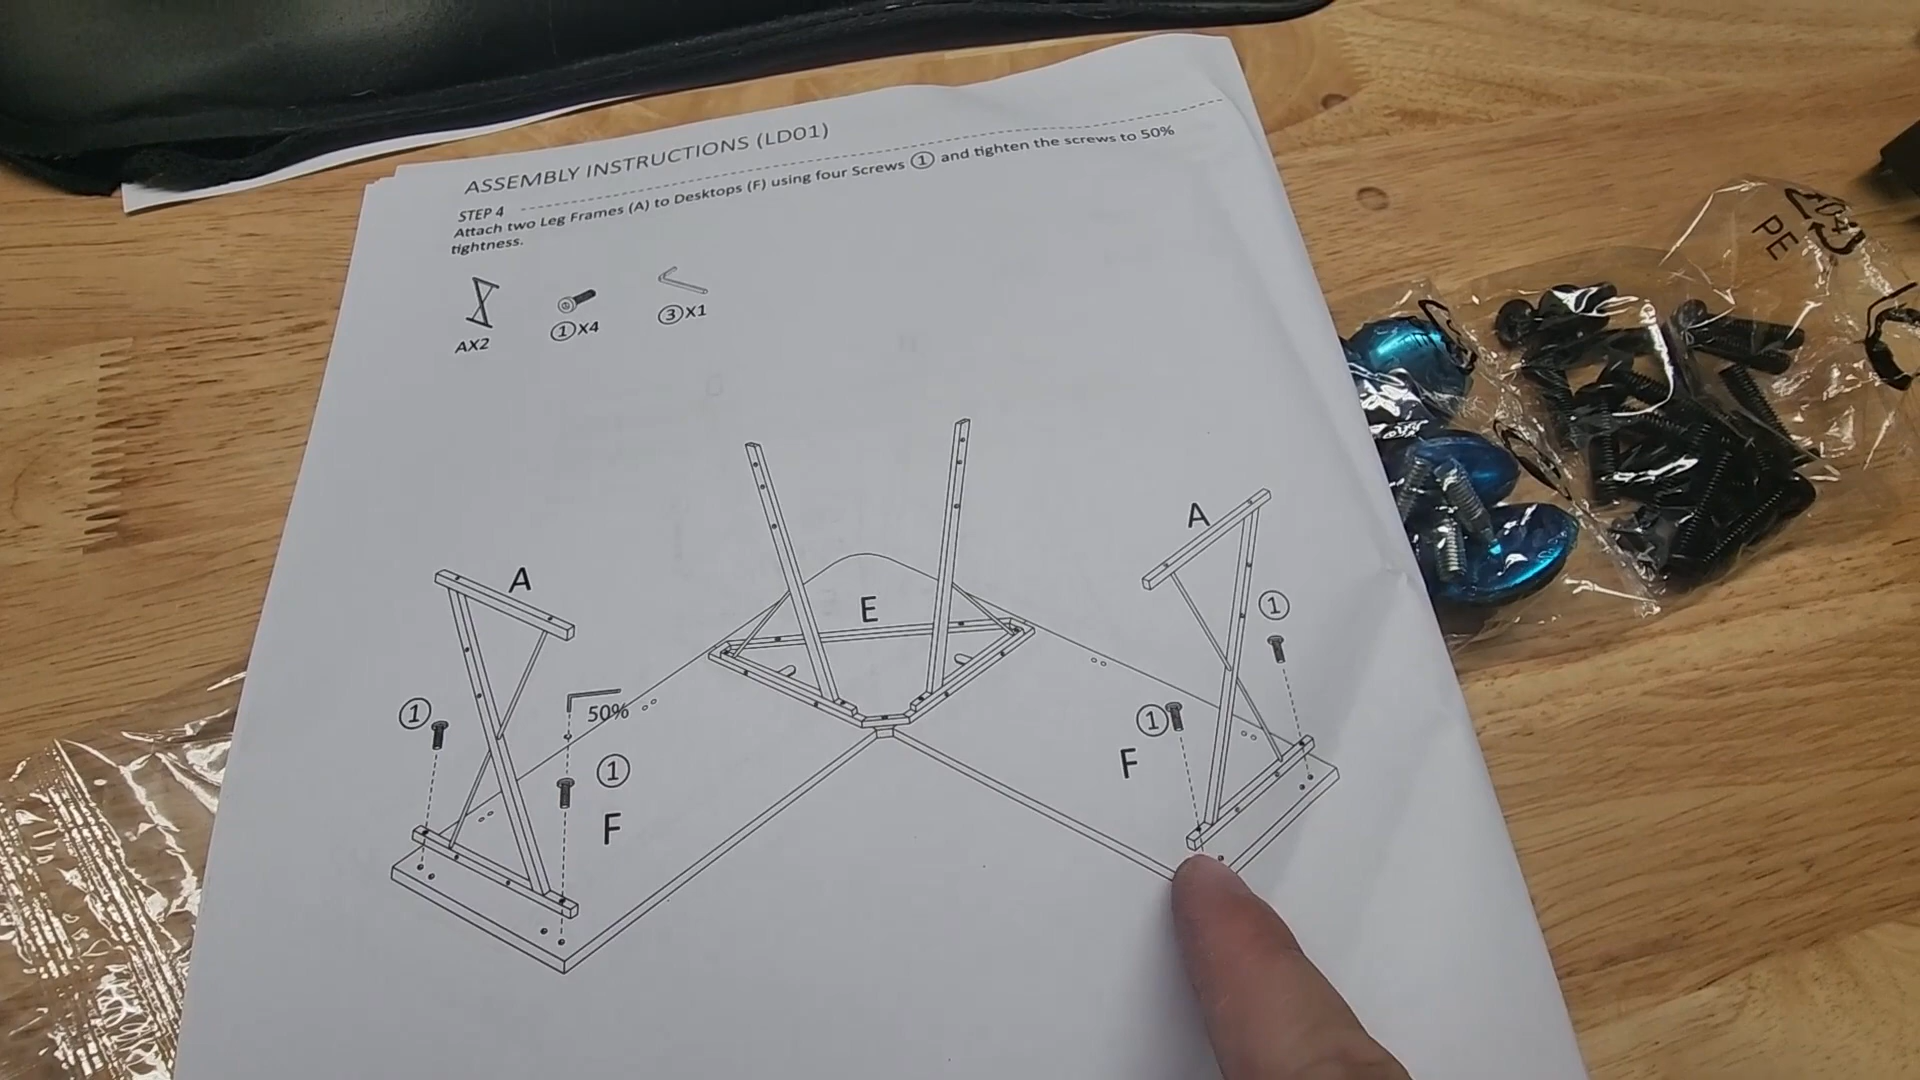 ASSEMBLY INSTRUCTIONS (LD01)
STEP 4
Attach two Leg Frames (A) to Desktops (F) using four Screws ① and tighten the screws to 50%
tightness.
AX2
①X4
③X1
A
A
E
①
①
50%
①
①
F
F
04
PE